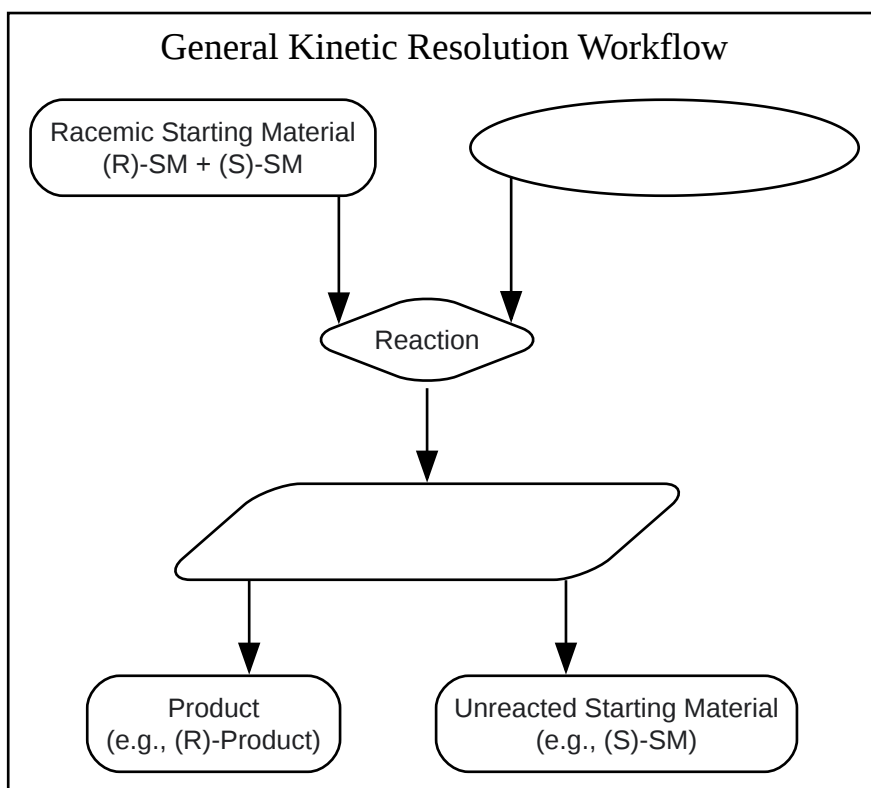 General Kinetic Resolution Workflow
Racemic Starting Material
(R)-SM + (S)-SM
Reaction
Product
(e.g., (R)-Product)
Unreacted Starting Material
(e.g., (S)-SM)